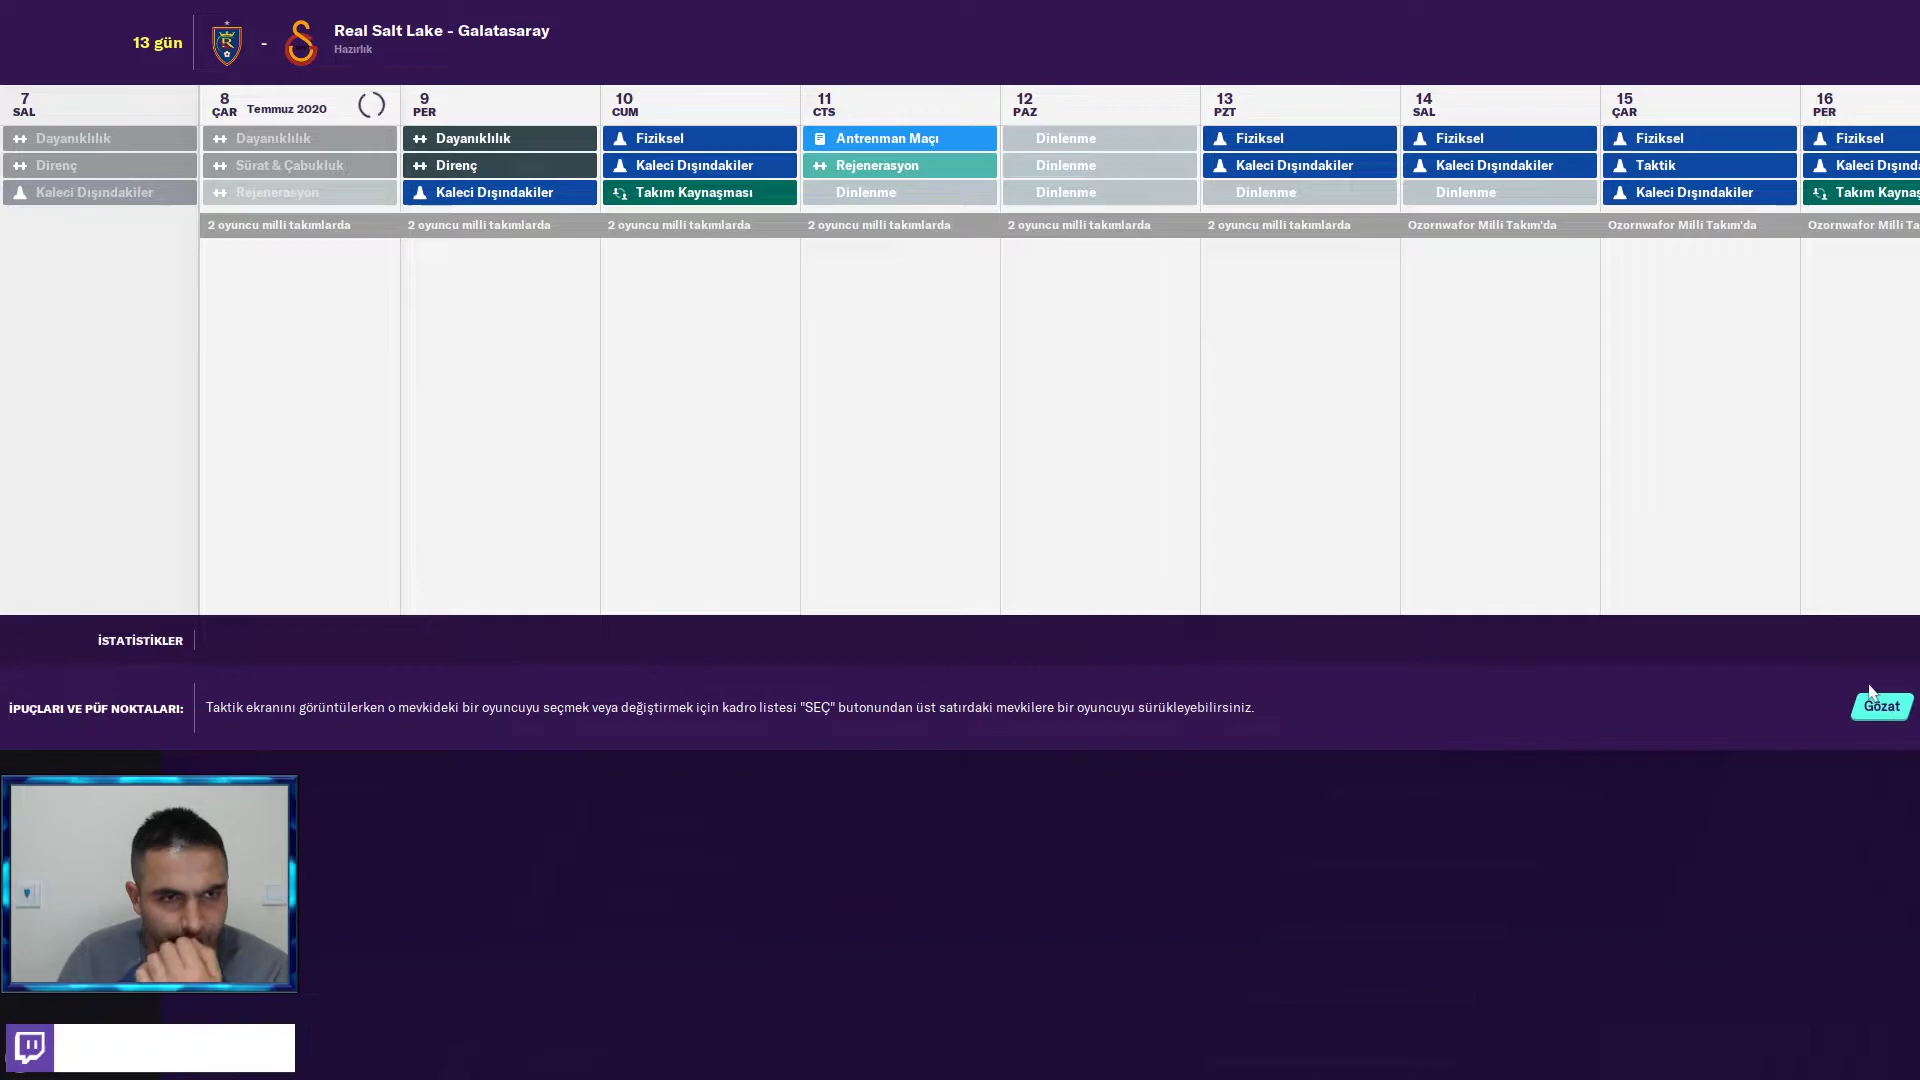 13 gün
-
Real Salt Lake - Galatasaray
Hazırlık
7
SAL
8
ÇAR
Temmuz 2020
9
PER
10
CUM
11
CTS
12
PAZ
13
PZT
14
SAL
15
ÇAR
16
PER
Dayanıklılık
Dayanıklılık
Dayanıklılık
Fiziksel
Antrenman Maçı
Dinlenme
Fiziksel
Fiziksel
Fiziksel
Fiziksel
Direnç
Sürat & Çabukluk
Direnç
Kaleci Dışındakiler
Rejenerasyon
Dinlenme
Kaleci Dışındakiler
Kaleci Dışındakiler
Taktik
Kaleci Dışınd
Kaleci Dışındakiler
Rejenerasyon
Kaleci Dışındakiler
Takım Kaynaşması
Dinlenme
Dinlenme
Dinlenme
Dinlenme
Kaleci Dışındakiler
Takım Kaynaş
2 oyuncu milli takımlarda
2 oyuncu milli takımlarda
2 oyuncu milli takımlarda
2 oyuncu milli takımlarda
2 oyuncu milli takımlarda
2 oyuncu milli takımlarda
Ozornwafor Milli Takım'da
Ozornwafor Milli Takım'da
Ozornwafor Milli Ta
İSTATİSTİKLER
İPUÇLARI VE PÜF NOKTALARI:
Taktik ekranını görüntülerken o mevkideki bir oyuncuyu seçmek veya değiştirmek için kadro listesi "SEÇ" butonundan üst satırdaki mevkilere bir oyuncuyu sürükleyebilirsiniz.
Gözat